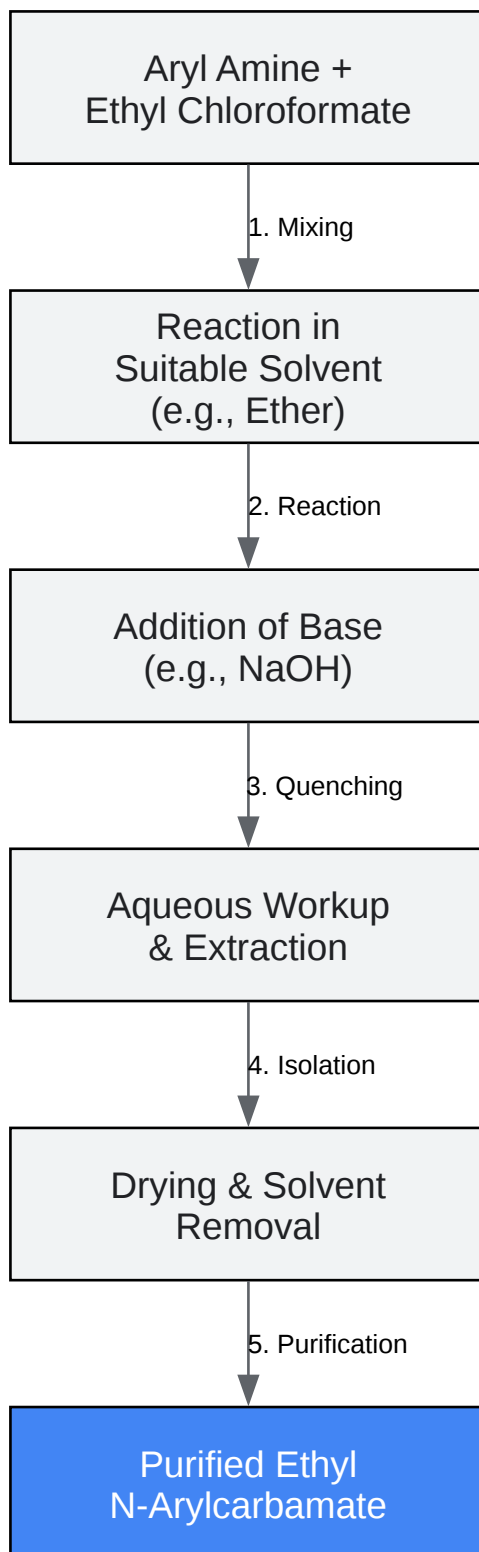 Aryl Amine +
Ethyl Chloroformate
1. Mixing
Reaction in
Suitable Solvent
(e.g., Ether)
2. Reaction
Addition of Base
(e.g., NaOH)
3. Quenching
Aqueous Workup
& Extraction
4. Isolation
Drying & Solvent
Removal
5. Purification
Purified Ethyl
N-Arylcarbamate